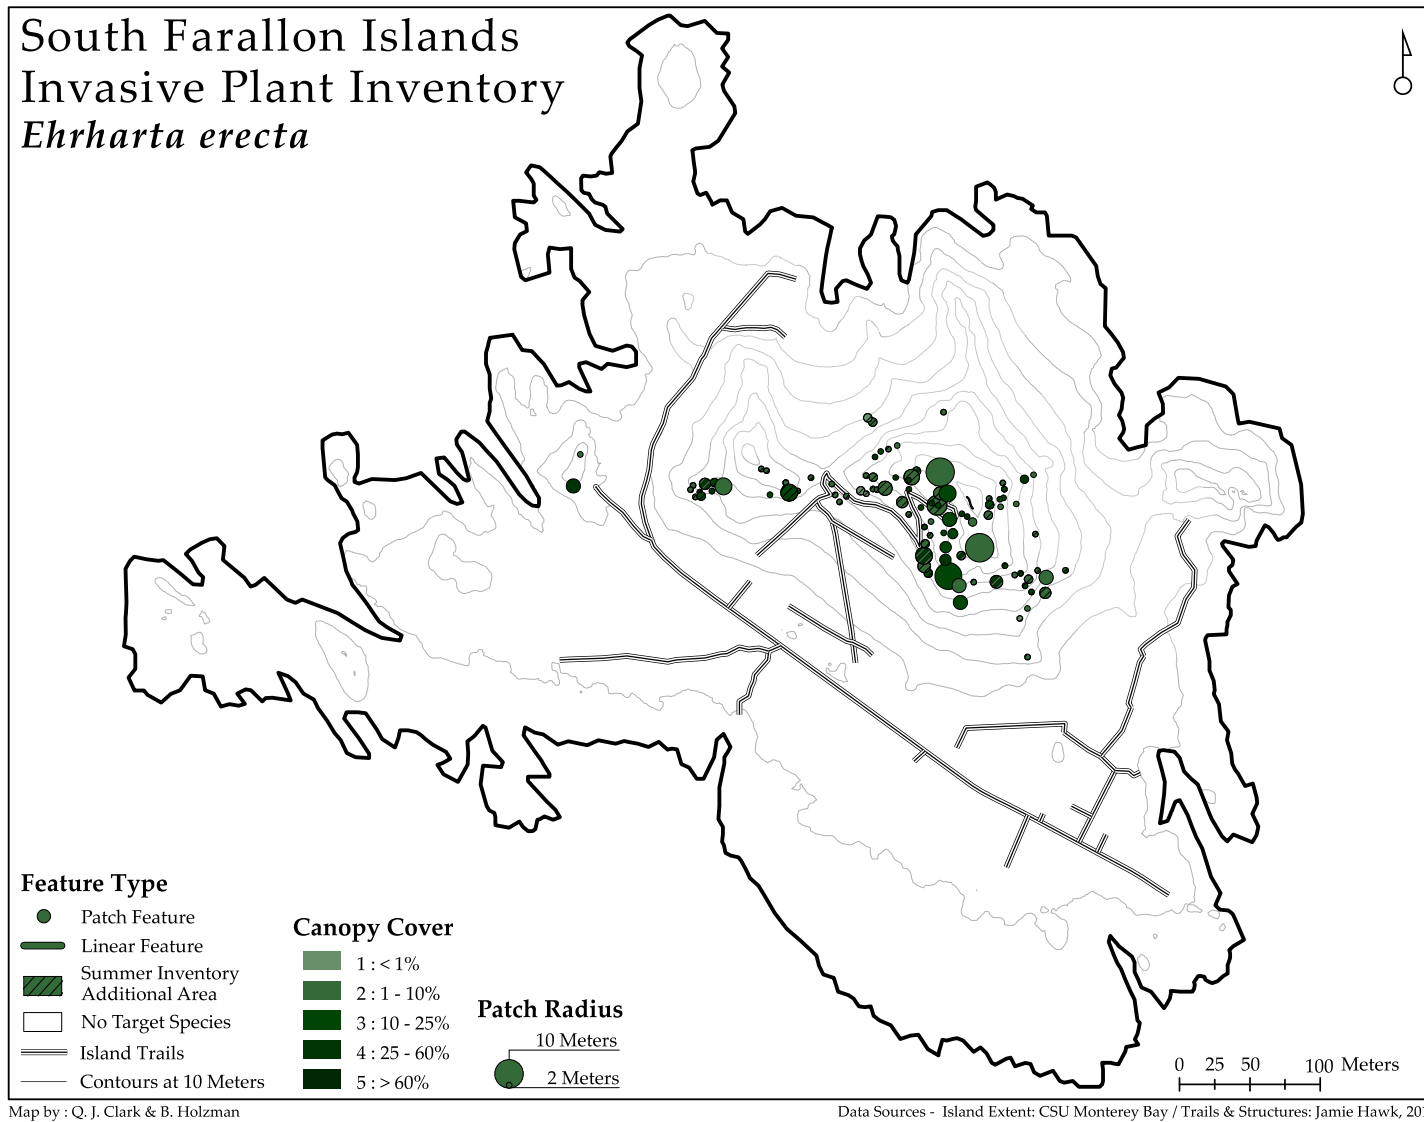 South Farallon Islands
Invasive Plant Inventory
Ehrharta erecta
Feature Type
Patch Feature
Linear Feature
Summer Inventory
Additional Area
No Target Species
Island Trails
Contours at 10 Meters
Canopy Cover
1 : < 1%
2 : 1 - 10%
3 : 10 - 25%
4 : 25 - 60%
5 : > 60%
Patch Radius
10 Meters
2 Meters
0 25 50 100 Meters
Map by : Q. J. Clark & B. Holzman
Data Sources - Island Extent: CSU Monterey Bay / Trails & Structures: Jamie Hawk,